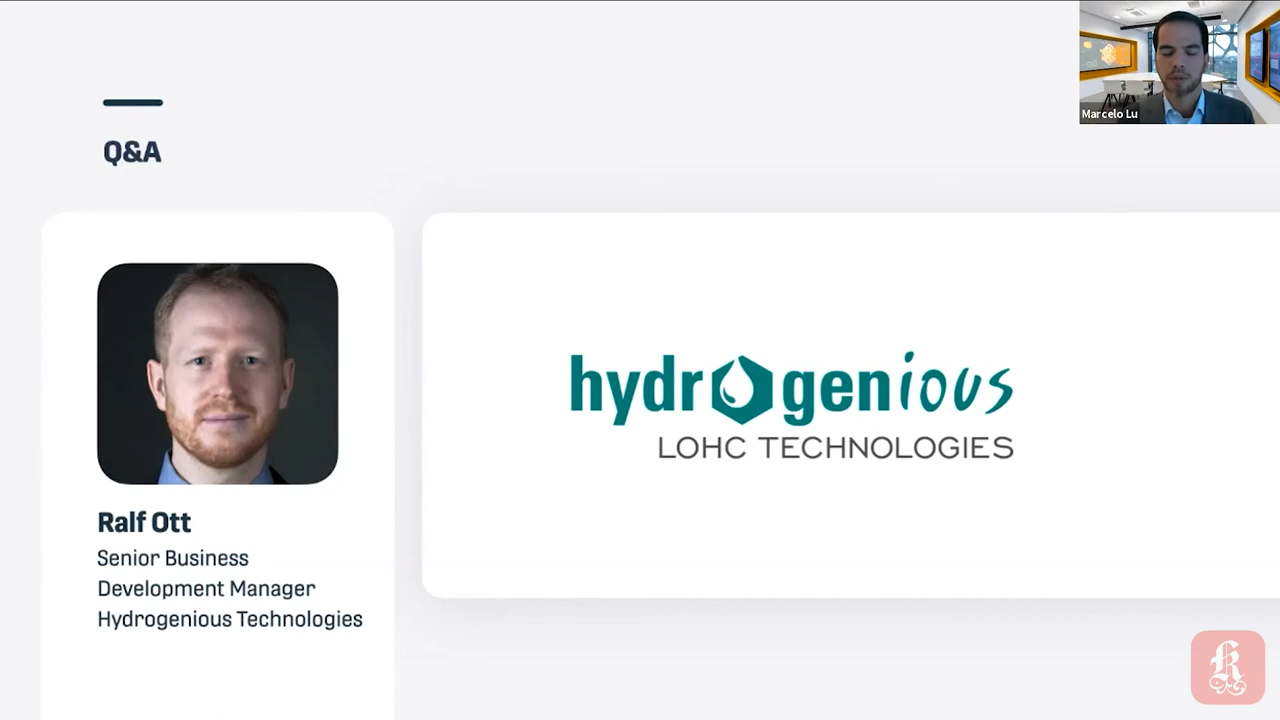 Marcelo Lu
Q&A
hydrogenious
LOHC TECHNOLOGIES
Ralf Ott
Senior Business
Development Manager
Hydrogenious Technologies